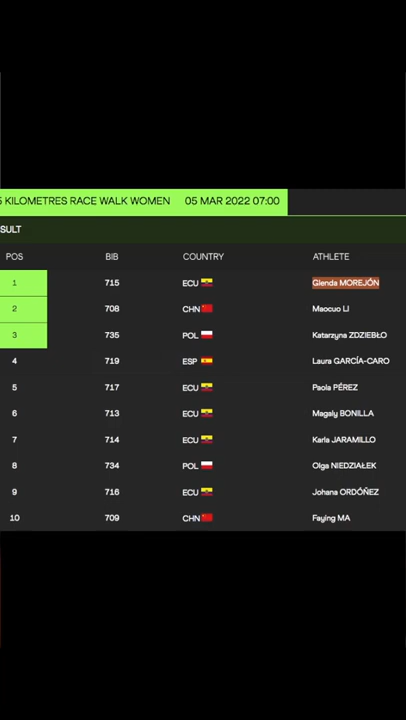 5 KILOMETRES RACE WALK WOMEN 05 MAR 2022 07:00
SULT
POS BIB COUNTRY ATHLETE
1 715 ECU Glenda MOREJÓN
2 708 CHN Maocuo LI
3 735 POL Katarzyna ZDZIEBŁO
4 719 ESP Laura GARCÍA-CARO
5 717 ECU Paola PÉREZ
6 713 ECU Magaly BONILLA
7 714 ECU Karla JARAMILLO
8 734 POL Olga NIEDZIAŁEK
9 716 ECU Johana ORDÓÑEZ
10 709 CHN Faying MA